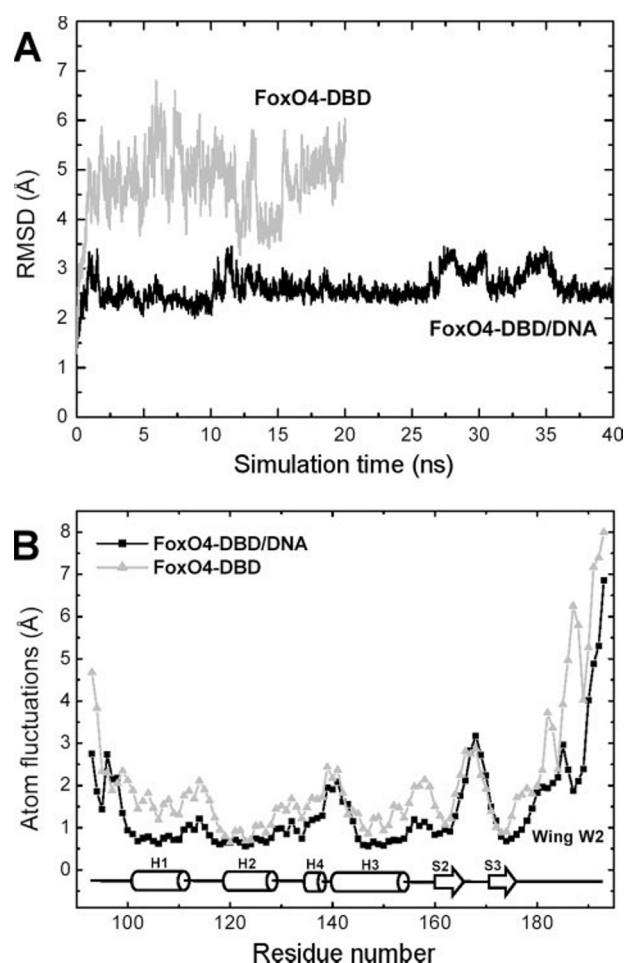 A
8
7
6
5
4
3
2
1
0
RMSD (Å)
FoxO4-DBD
FoxO4-DBD/DNA
0 5 10 15 20 25 30 35 40
Simulation time (ns)
B
8
7
6
5
4
3
2
1
0
Atom fluctuations (Å)
FoxO4-DBD/DNA
FoxO4-DBD
Wing W2
H1 H2 H4 H3 S2 S3
100 120 140 160 180
Residue number